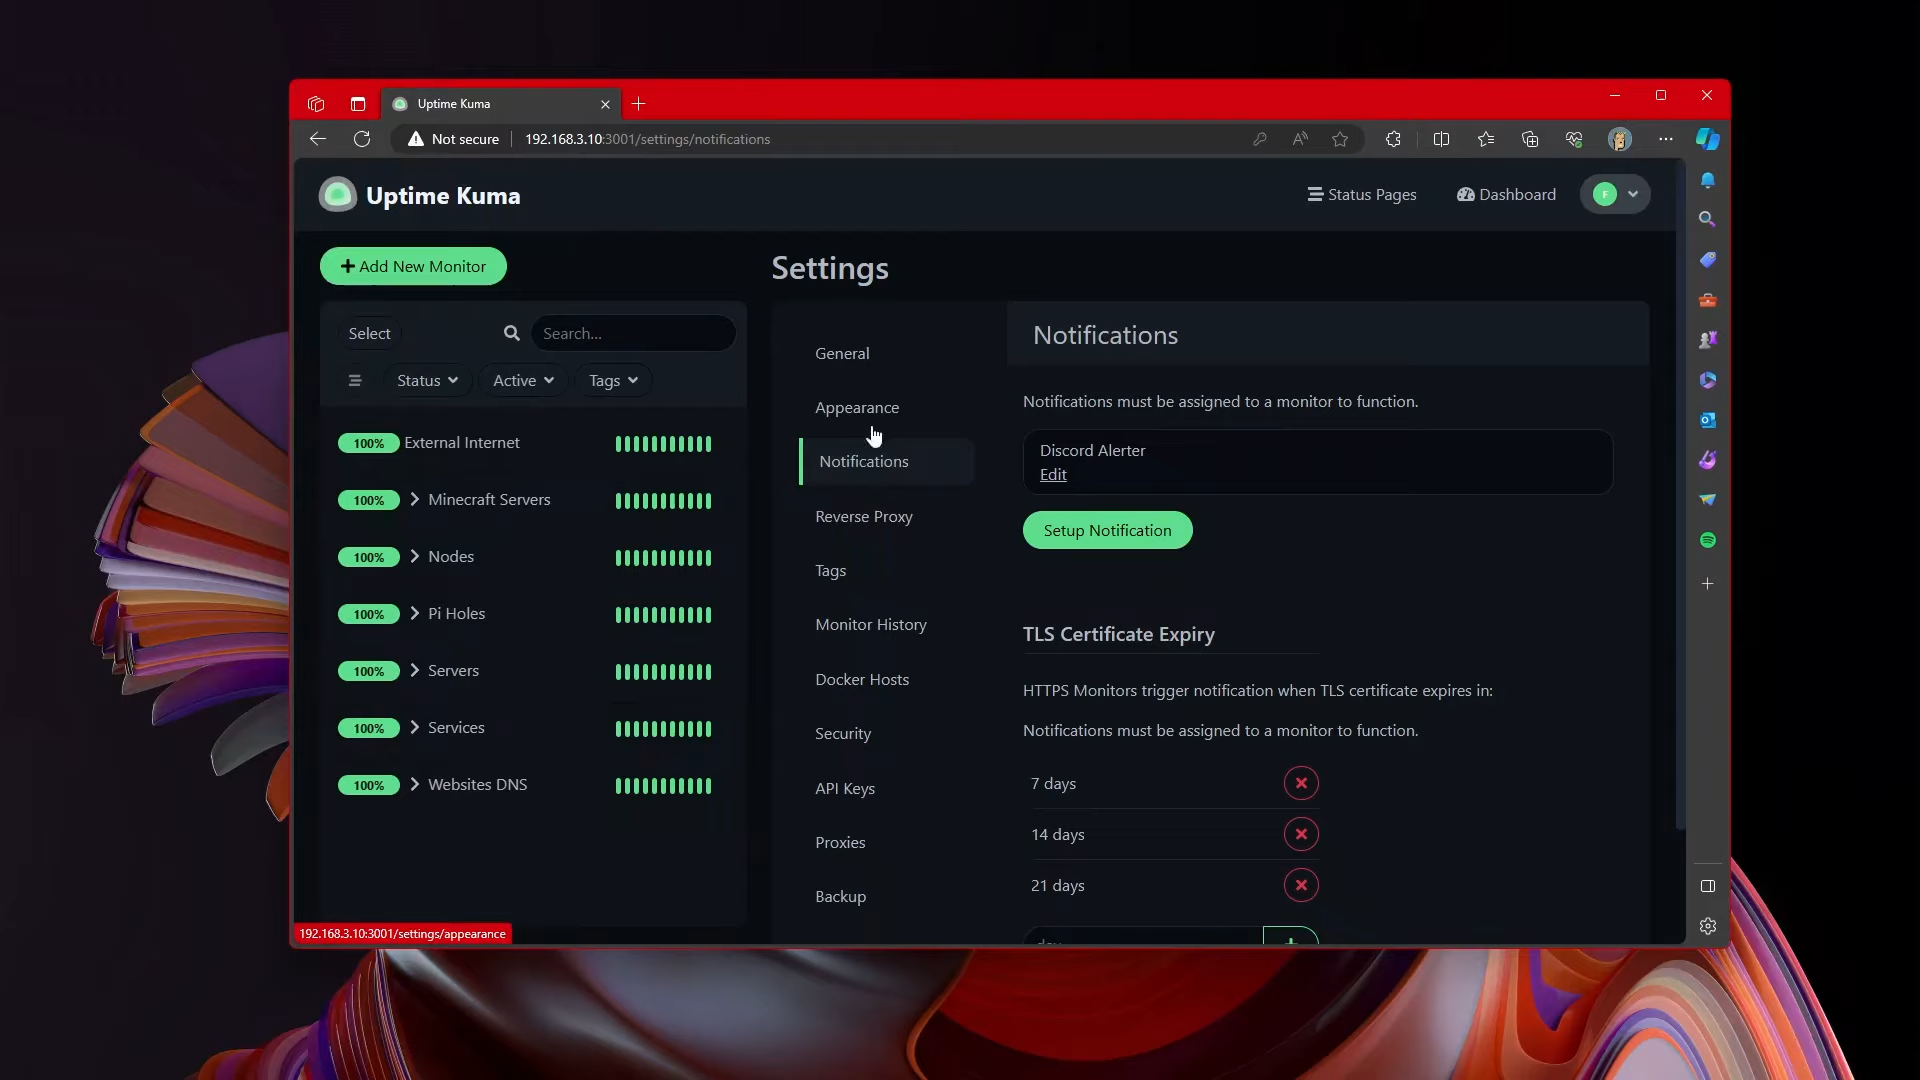 Uptime Kuma
Not secure
192.168.3.10:3001/settings/notifications
Uptime Kuma
Status Pages
Dashboard
F
Add New Monitor
Select
Search...
Status
Active
Tags
100% External Internet
100% Minecraft Servers
100% Nodes
100% Pi Holes
100% Servers
100% Services
100% Websites DNS
Settings
General
Appearance
Notifications
Reverse Proxy
Tags
Monitor History
Docker Hosts
Security
API Keys
Proxies
Backup
Notifications
Notifications must be assigned to a monitor to function.
Discord Alerter
Edit
Setup Notification
TLS Certificate Expiry
HTTPS Monitors trigger notification when TLS certificate expires in:
Notifications must be assigned to a monitor to function.
7 days
14 days
21 days
192.168.3.10:3001/settings/appearance